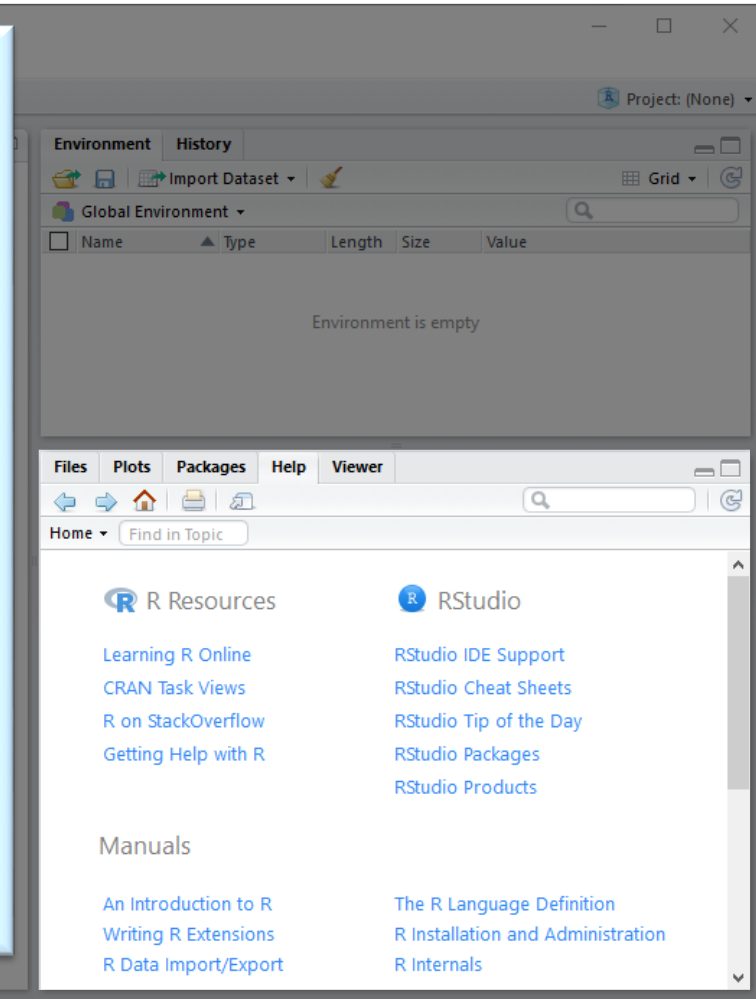 Project: (None)
Environment History
Import Dataset Grid
Global Environment
Name Type Length Size Value
Environment is empty
Files Plots Packages Help Viewer
Home Find in Topic
R Resources
Learning R Online
CRAN Task Views
R on StackOverflow
Getting Help with R
RStudio
RStudio IDE Support
RStudio Cheat Sheets
RStudio Tip of the Day
RStudio Packages
RStudio Products
Manuals
An Introduction to R
Writing R Extensions
R Data Import/Export
The R Language Definition
R Installation and Administration
R Internals